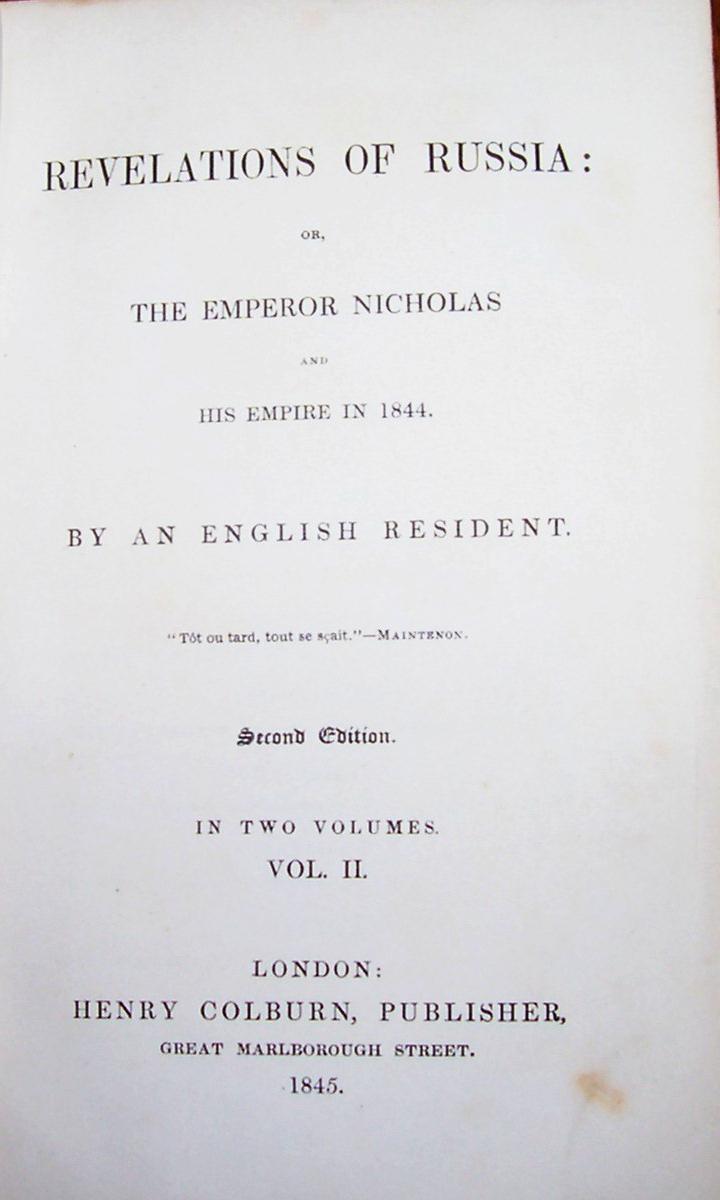 REVELATIONS OF RUSSIA:
OR,
THE EMPEROR NICHOLAS
AND
HIS EMPIRE IN 1844.
BY AN ENGLISH RESIDENT.
"Tôt ou tard, tout se sçait."—MAINTENON.
Second Edition.
IN TWO VOLUMES.
VOL. II.
LONDON:
HENRY COLBURN, PUBLISHER,
GREAT MARLBOROUGH STREET.
1845.